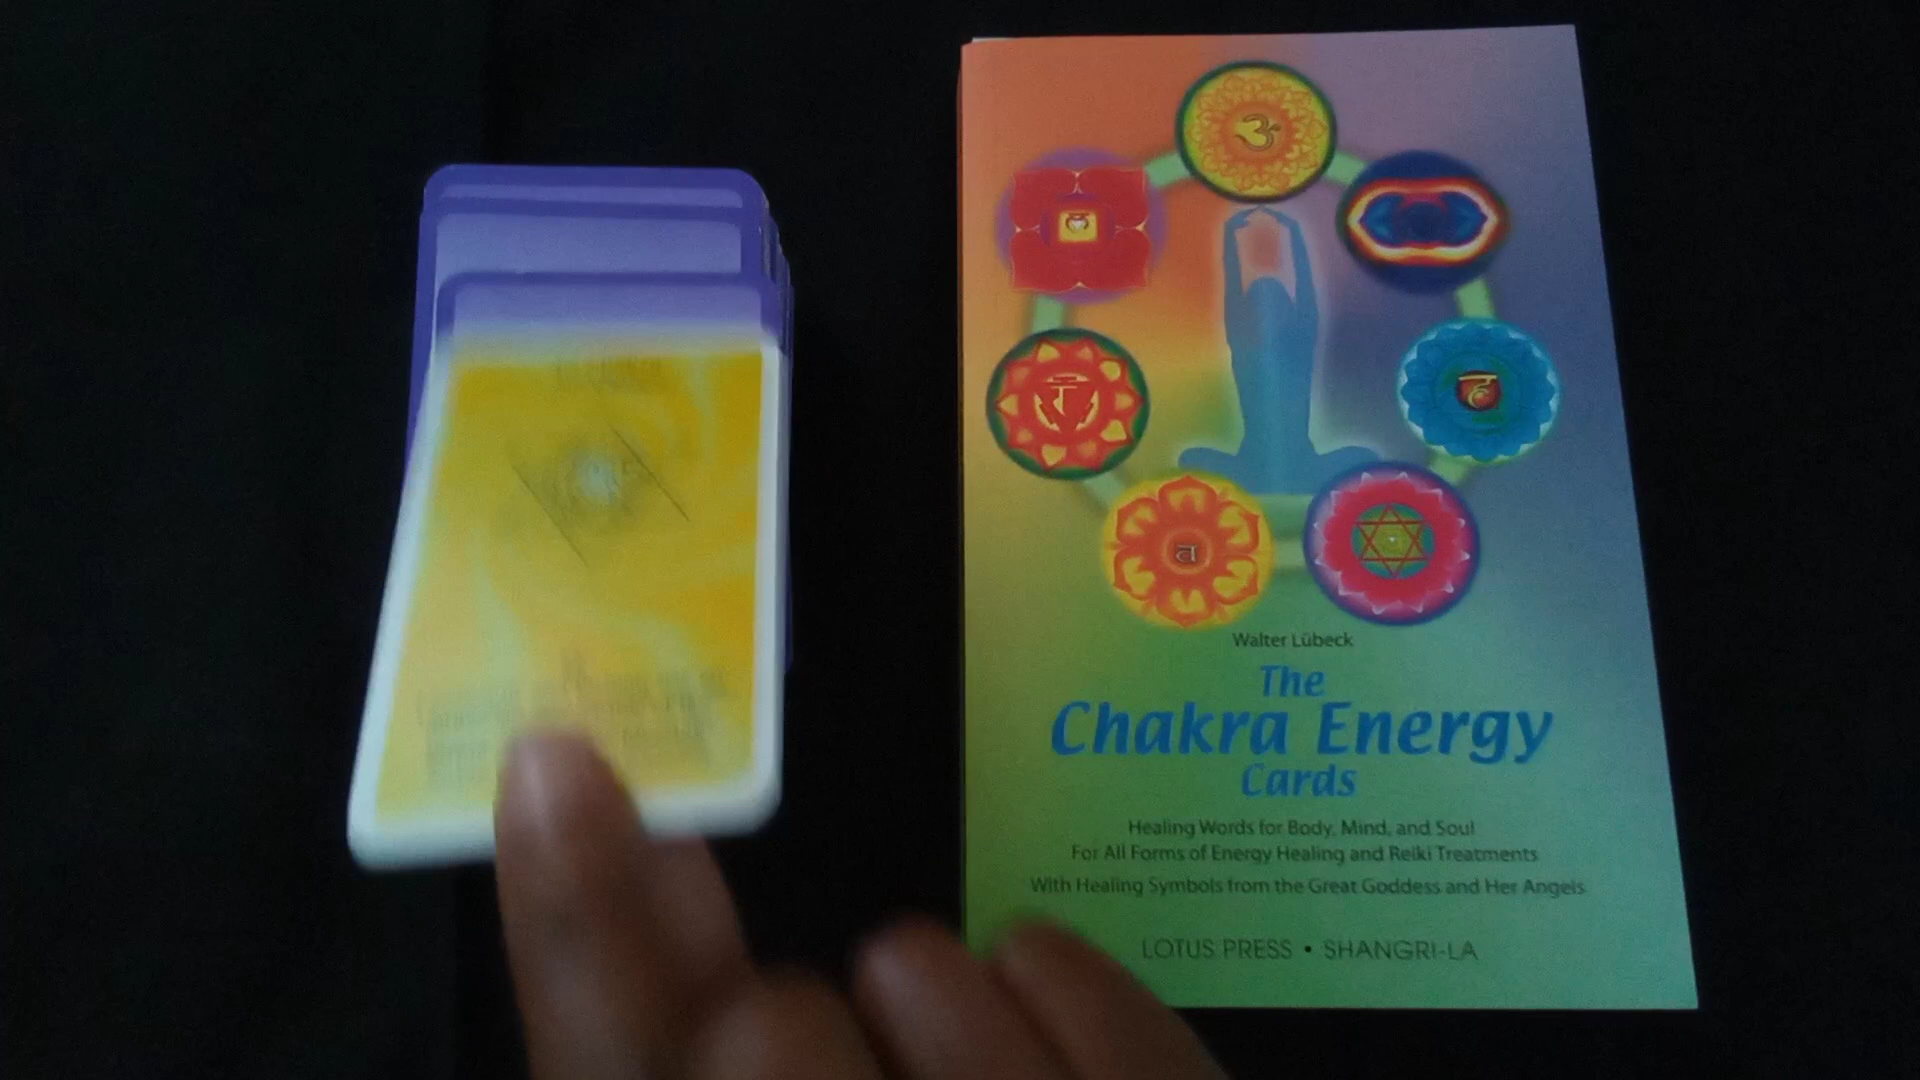 ॐ
Walter Lübeck
The
Chakra Energy
Cards
Healing Words for Body, Mind, and Soul
For All Forms of Energy Healing and Reiki Treatments
With Healing Symbols from the Great Goddess and Her Angels
LOTUS PRESS • SHANGRI-LA